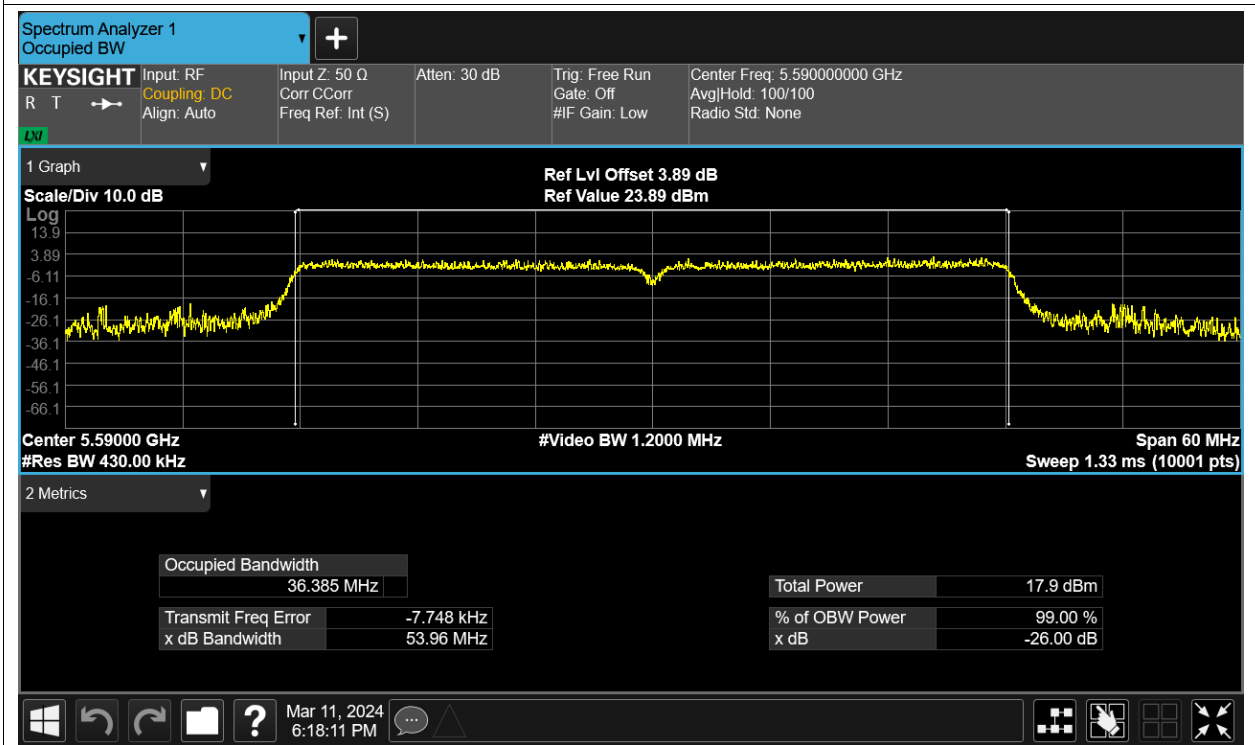 Spectrum Analyzer 1
Occupied BW
KEYSIGHT Input: RF Input Z: 50 Ω Atten: 30 dB Trig: Free Run Center Freq: 5.590000000 GHz
R T Coupling: DC Corr CCorr Gate: Off Avg|Hold: 100/100
Align: Auto Freq Ref: Int (S) #IF Gain: Low Radio Std: None
LXI
1 Graph
Ref Lvl Offset 3.89 dB
Scale/Div 10.0 dB Ref Value 23.89 dBm
Log
13.9
3.89
-6.11
-16.1
-26.1
-36.1
-46.1
-56.1
-66.1
Center 5.59000 GHz #Video BW 1.2000 MHz Span 60 MHz
#Res BW 430.00 kHz Sweep 1.33 ms (10001 pts)
2 Metrics
Occupied Bandwidth
36.385 MHz Total Power 17.9 dBm
Transmit Freq Error -7.748 kHz % of OBW Power 99.00 %
x dB Bandwidth 53.96 MHz x dB -26.00 dB
Mar 11, 2024
6:18:11 PM